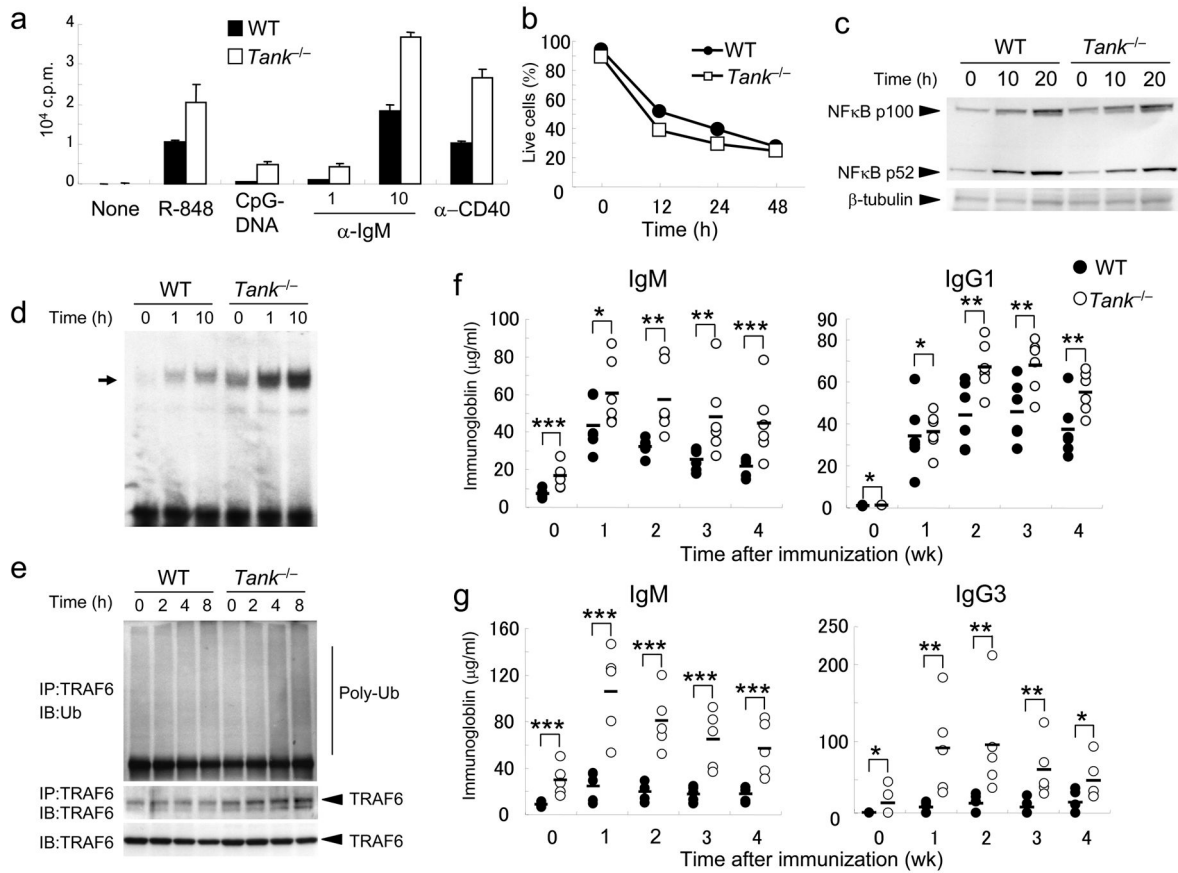 a
WT
Tank–/–
10⁴ c.p.m.
4
3
2
1
0
None
R-848
CpG-
DNA
1
10
α-IgM
α–CD40
b
WT
Tank–/–
Live cells (%)
100
80
60
40
20
0
0
12
24
48
Time (h)
c
WT
Tank–/–
Time (h)
0 10 20 0 10 20
NFκB p100
NFκB p52
β-tubulin
d
WT
Tank–/–
Time (h)
0 1 10 0 1 10
e
WT
Tank–/–
Time (h)
0 2 4 8 0 2 4 8
IP:TRAF6
IB:Ub
Poly-Ub
IP:TRAF6
IB:TRAF6
TRAF6
IB:TRAF6
TRAF6
f
IgM
Immunogloblin (μg/ml)
100
80
60
40
20
0
***
*
**
**
***
0 1 2 3 4
IgG1
WT
Tank–/–
90
60
30
0
*
*
**
**
**
0 1 2 3 4
Time after immunization (wk)
g
IgM
Immunogloblin (μg/ml)
160
120
80
40
0
***
***
***
***
***
0 1 2 3 4
IgG3
250
200
100
0
*
**
**
**
*
0 1 2 3 4
Time after immunization (wk)